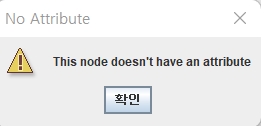 No Attribute
This node doesn't have an attribute
확인